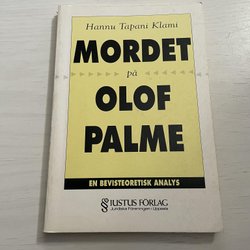 Hannu Tapani Klami
MORDET
på
OLOF
PALME
EN BEVISTEORETISK ANALYS
JUSTUS FÖRLAG
Juridiska Föreningen i Uppsala